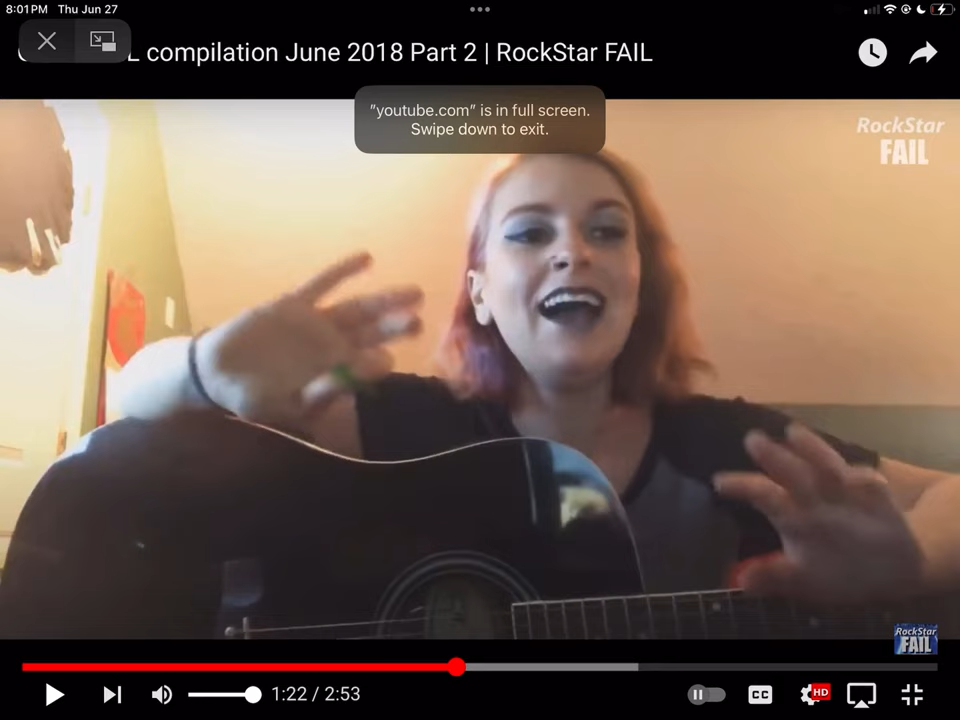 8:01 PM Thu Jun 27
L compilation June 2018 Part 2 | RockStar FAIL
"youtube.com" is in full screen.
Swipe down to exit.
RockStar
FAIL
RockStar
FAIL
1:22 / 2:53
CC
HD